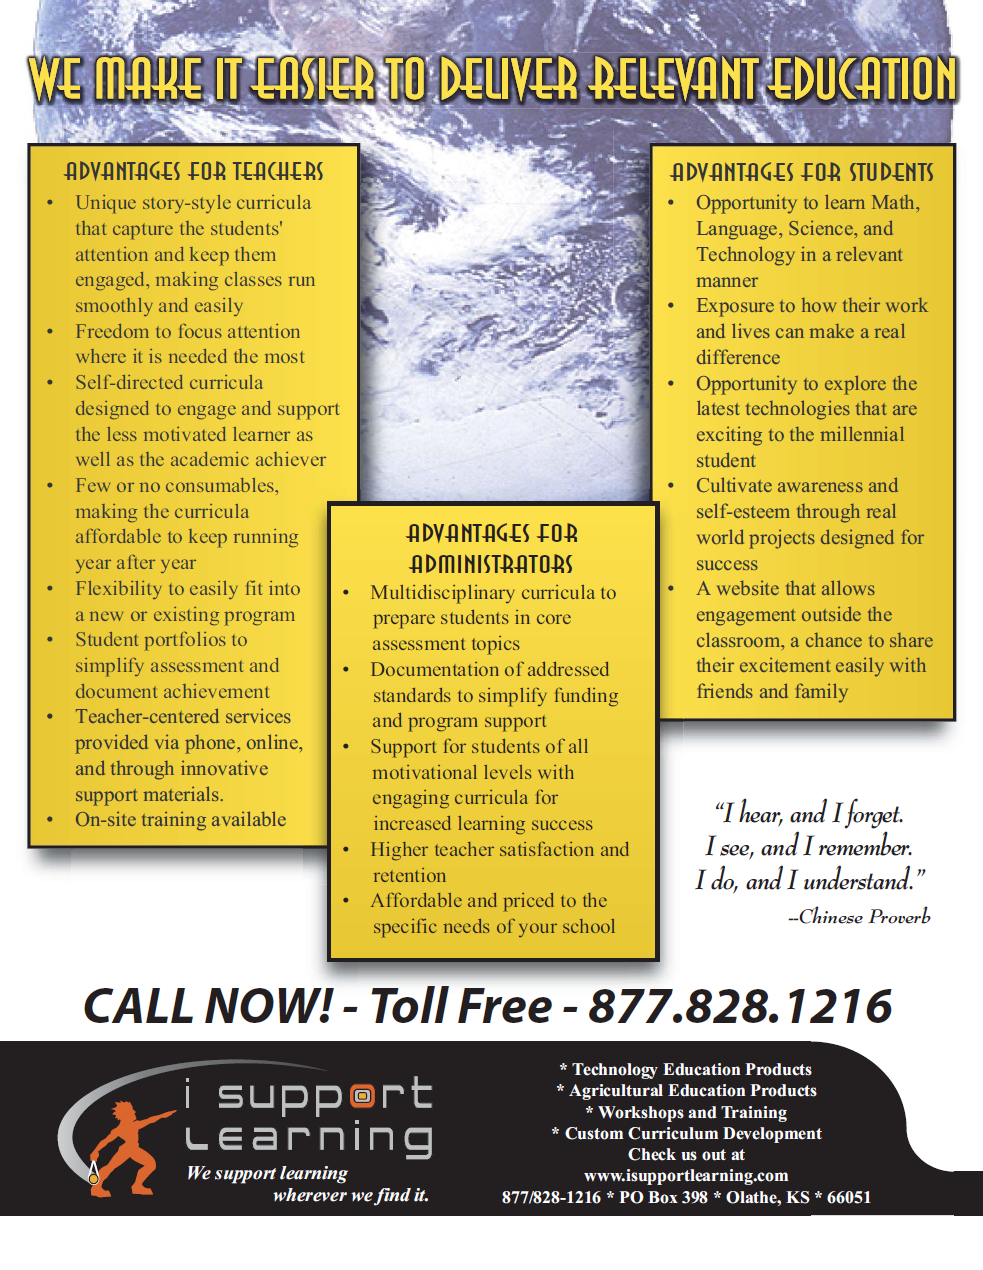 WE MAKE IT EASIER TO DELIVER RELEVANT EDUCATION
ADVANTAGES FOR TEACHERS
• Unique story-style curricula
that capture the students'
attention and keep them
engaged, making classes run
smoothly and easily
• Freedom to focus attention
where it is needed the most
• Self-directed curricula
designed to engage and support
the less motivated learner as
well as the academic achiever
• Few or no consumables,
making the curricula
affordable to keep running
year after year
• Flexibility to easily fit into
a new or existing program
• Student portfolios to
simplify assessment and
document achievement
• Teacher-centered services
provided via phone, online,
and through innovative
support materials.
• On-site training available
ADVANTAGES FOR
ADMINISTRATORS
• Multidisciplinary curricula to
prepare students in core
assessment topics
• Documentation of addressed
standards to simplify funding
and program support
• Support for students of all
motivational levels with
engaging curricula for
increased learning success
• Higher teacher satisfaction and
retention
• Affordable and priced to the
specific needs of your school
ADVANTAGES FOR STUDENTS
• Opportunity to learn Math,
Language, Science, and
Technology in a relevant
manner
• Exposure to how their work
and lives can make a real
difference
• Opportunity to explore the
latest technologies that are
exciting to the millennial
student
• Cultivate awareness and
self-esteem through real
world projects designed for
success
• A website that allows
engagement outside the
classroom, a chance to share
their excitement easily with
friends and family
“I hear, and I forget.
I see, and I remember.
I do, and I understand.”
--Chinese Proverb
CALL NOW! - Toll Free - 877.828.1216
i support
Learning
We support learning
wherever we find it.
* Technology Education Products
* Agricultural Education Products
* Workshops and Training
* Custom Curriculum Development
Check us out at
www.isupportlearning.com
877/828-1216 * PO Box 398 * Olathe, KS * 66051